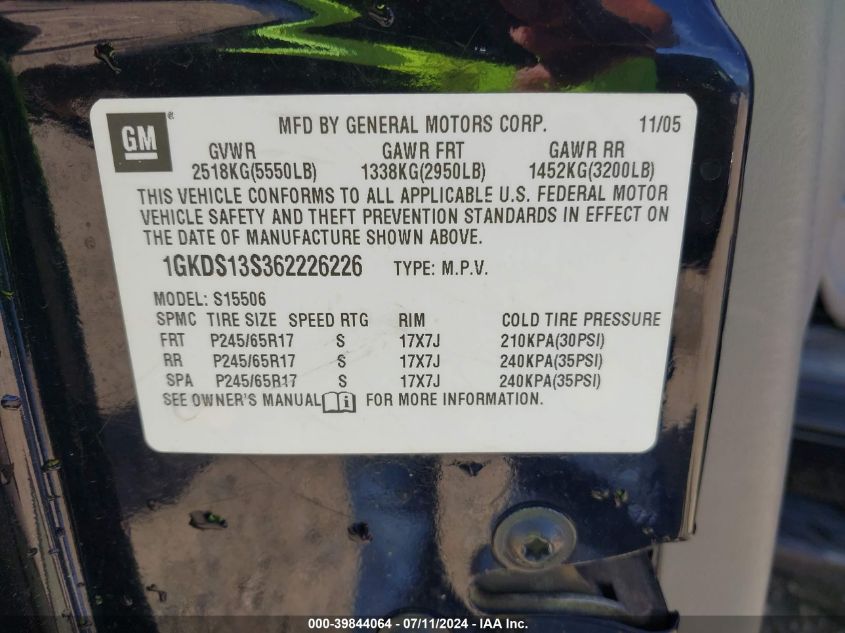 GM ® MFD BY GENERAL MOTORS CORP. 11/05
GVWR GAWR FRT GAWR RR
2518KG(5550LB) 1338KG(2950LB) 1452KG(3200LB)
THIS VEHICLE CONFORMS TO ALL APPLICABLE U.S. FEDERAL MOTOR
VEHICLE SAFETY AND THEFT PREVENTION STANDARDS IN EFFECT ON
THE DATE OF MANUFACTURE SHOWN ABOVE.
1GKDS13S362226226 TYPE: M.P.V.
MODEL: S15506
SPMC TIRE SIZE SPEED RTG RIM COLD TIRE PRESSURE
FRT P245/65R17 S 17X7J 210KPA(30PSI)
RR P245/65R17 S 17X7J 240KPA(35PSI)
SPA P245/65R17 S 17X7J 240KPA(35PSI)
SEE OWNER'S MANUAL i FOR MORE INFORMATION.
000-39844064 - 07/11/2024 - IAA Inc.